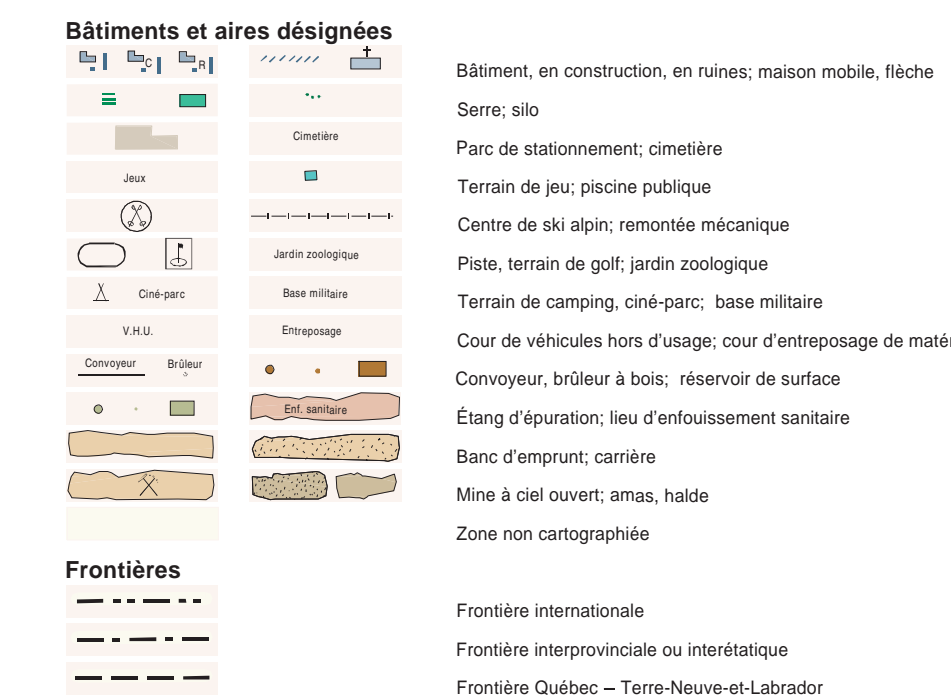 Bâtiments et aires désignées
C R Bâtiment, en construction, en ruines; maison mobile, flèche
Serre; silo
Cimetière Parc de stationnement; cimetière
Jeux Terrain de jeu; piscine publique
Centre de ski alpin; remontée mécanique
Jardin zoologique Piste, terrain de golf; jardin zoologique
Ciné-parc Base militaire Terrain de camping, ciné-parc; base militaire
V.H.U. Entreposage Cour de véhicules hors d'usage; cour d'entreposage de matér
Convoyeur Brûleur Convoyeur, brûleur à bois; réservoir de surface
Enf. sanitaire Étang d'épuration; lieu d'enfouissement sanitaire
Banc d'emprunt; carrière
Mine à ciel ouvert; amas, halde
Zone non cartographiée
Frontières
Frontière internationale
Frontière interprovinciale ou interétatique
Frontière Québec – Terre-Neuve-et-Labrador